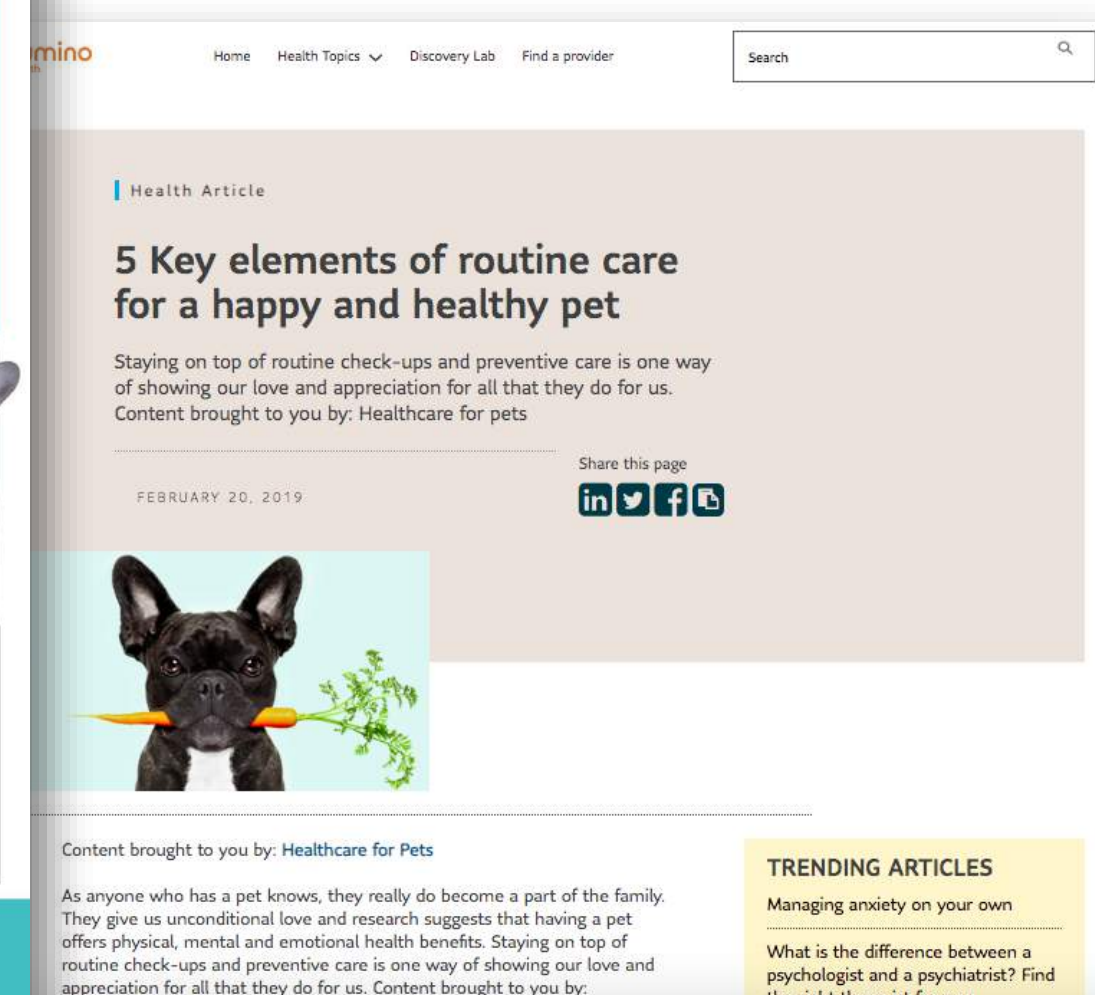 mino
Home Health Topics Discovery Lab Find a provider
Search
Health Article
5 Key elements of routine care
for a happy and healthy pet
Staying on top of routine check-ups and preventive care is one way
of showing our love and appreciation for all that they do for us.
Content brought to you by: Healthcare for pets
Share this page
FEBRUARY 20, 2019
Content brought to you by: Healthcare for Pets
As anyone who has a pet knows, they really do become a part of the family.
They give us unconditional love and research suggests that having a pet
offers physical, mental and emotional health benefits. Staying on top of
routine check-ups and preventive care is one way of showing our love and
appreciation for all that they do for us. Content brought to you by:
TRENDING ARTICLES
Managing anxiety on your own
What is the difference between a
psychologist and a psychiatrist? Find